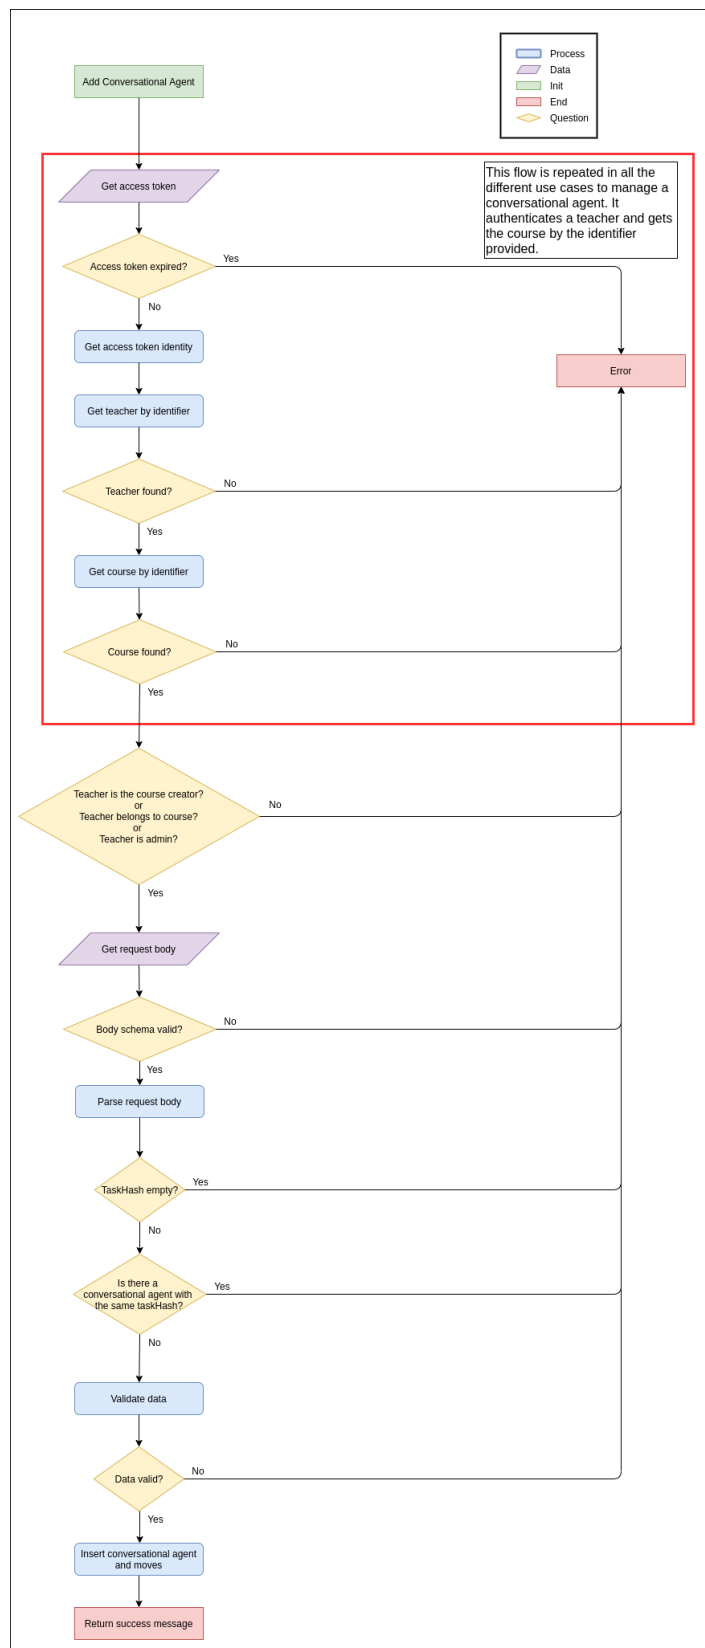 Process
Data
Init
End
Question
Add Conversational Agent
This flow is repeated in all the
different use cases to manage a
conversational agent. It
authenticates a teacher and gets
the course by the identifier
provided.
Get access token
Access token expired?
Yes
No
Get access token identity
Error
Get teacher by identifier
Teacher found?
No
Yes
Get course by identifier
Course found?
No
Yes
Teacher is the course creator?
or
Teacher belongs to course?
or
Teacher is admin?
No
Yes
Get request body
Body schema valid?
No
Yes
Parse request body
TaskHash empty?
Yes
No
Is there a
conversational agent with
the same taskHash?
Yes
No
Validate data
Data valid?
No
Yes
Insert conversational agent
and moves
Return success message